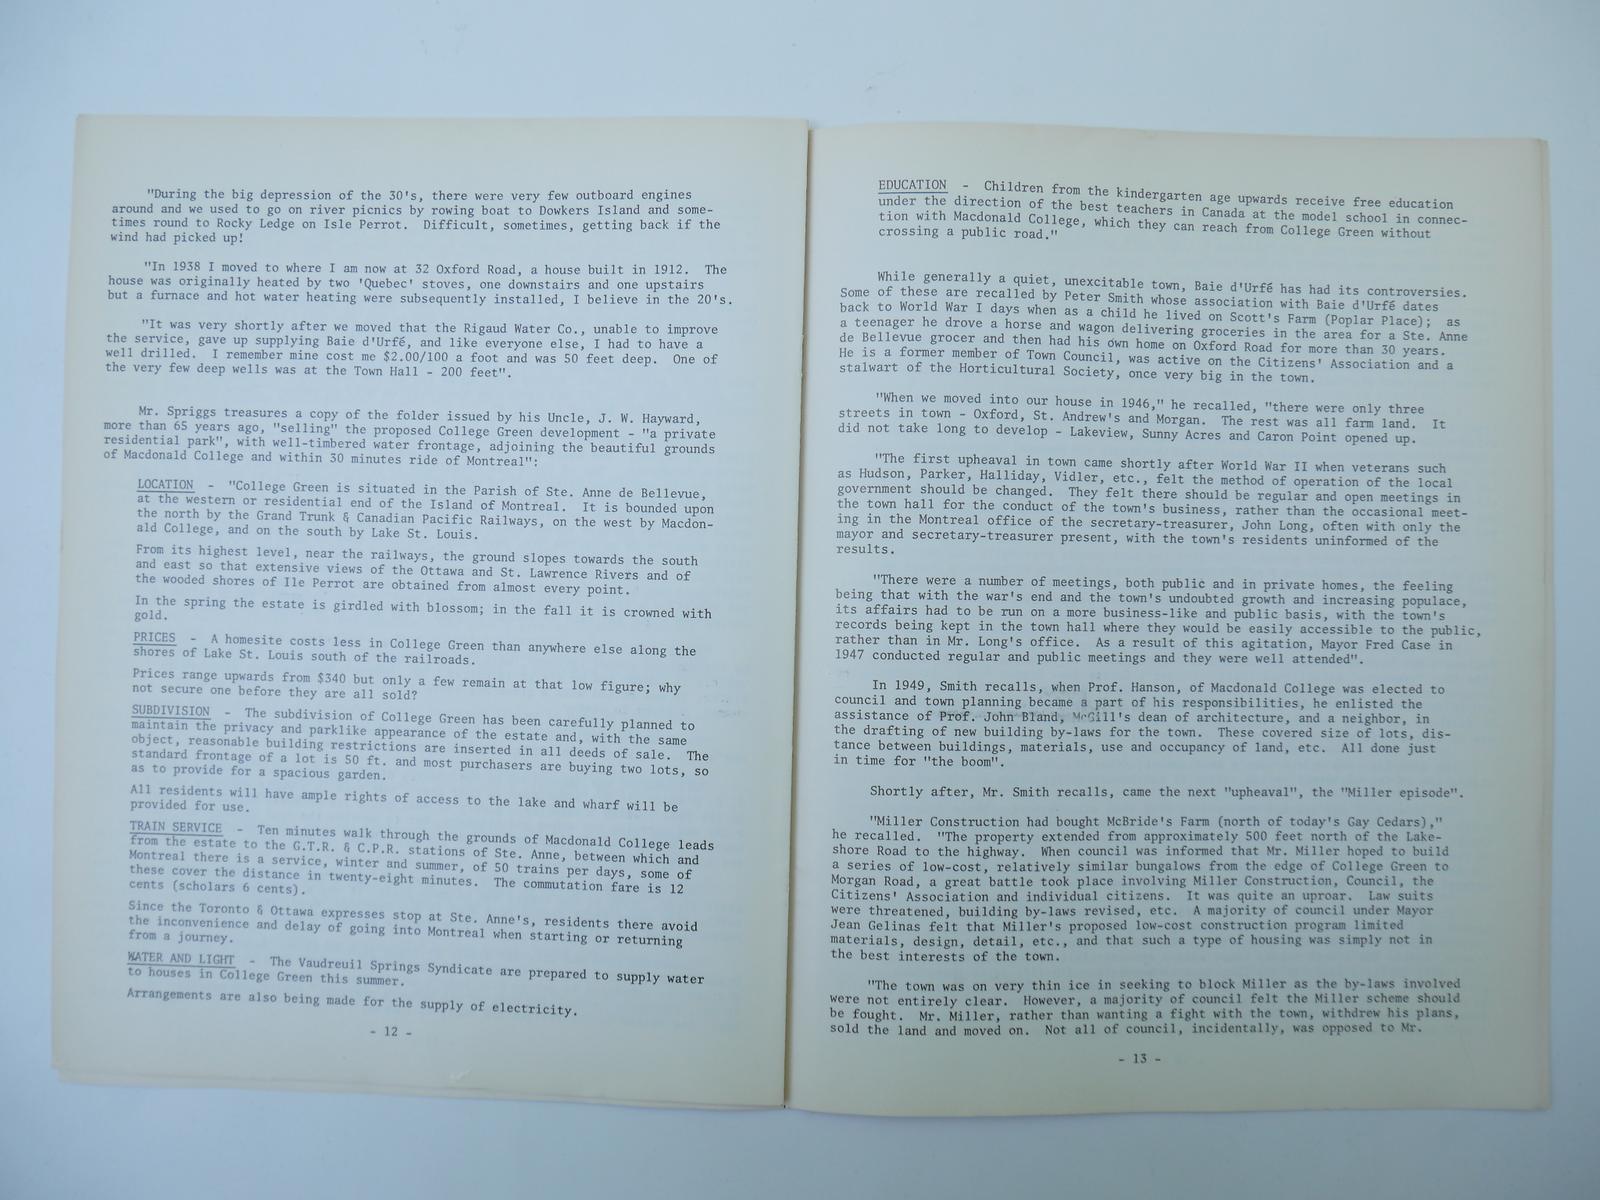 "During the big depression of the 30's, there were very few outboard engines
around and we used to go on river picnics by rowing boat to Dowkers Island and some-
times round to Rocky Ledge on Isle Perrot. Difficult, sometimes, getting back if the
wind had picked up!
"In 1938 I moved to where I am now at 32 Oxford Road, a house built in 1912. The
house was originally heated by two 'Quebec' stoves, one downstairs and one upstairs
but a furnace and hot water heating were subsequently installed, I believe in the 20's.
"It was very shortly after we moved that the Rigaud Water Co., unable to improve
the service, gave up supplying Baie d'Urfé, and like everyone else, I had to have a
well drilled. I remember mine cost me $2.00/100 a foot and was 50 feet deep. One of
the very few deep wells was at the Town Hall - 200 feet".
Mr. Spriggs treasures a copy of the folder issued by his Uncle, J. W. Hayward,
more than 65 years ago, "selling" the proposed College Green development - "a private
residential park", with well-timbered water frontage, adjoining the beautiful grounds
of Macdonald College and within 30 minutes ride of Montreal":
LOCATION - "College Green is situated in the Parish of Ste. Anne de Bellevue,
at the western or residential end of the Island of Montreal. It is bounded upon
the north by the Grand Trunk & Canadian Pacific Railways, on the west by Macdon-
ald College, and on the south by Lake St. Louis.
From its highest level, near the railways, the ground slopes towards the south
and east so that extensive views of the Ottawa and St. Lawrence Rivers and of
the wooded shores of Ile Perrot are obtained from almost every point.
In the spring the estate is girdled with blossom; in the fall it is crowned with
gold.
PRICES - A homesite costs less in College Green than anywhere else along the
shores of Lake St. Louis south of the railroads.
Prices range upwards from $340 but only a few remain at that low figure; why
not secure one before they are all sold?
SUBDIVISION - The subdivision of College Green has been carefully planned to
maintain the privacy and parklike appearance of the estate and, with the same
object, reasonable building restrictions are inserted in all deeds of sale. The
standard frontage of a lot is 50 ft. and most purchasers are buying two lots, so
as to provide for a spacious garden.
All residents will have ample rights of access to the lake and wharf will be
provided for use.
TRAIN SERVICE - Ten minutes walk through the grounds of Macdonald College leads
from the estate to the G.T.R. & C.P.R. stations of Ste. Anne, between which and
Montreal there is a service, winter and summer, of 50 trains per days, some of
these cover the distance in twenty-eight minutes. The commutation fare is 12
cents (scholars 6 cents).
Since the Toronto & Ottawa expresses stop at Ste. Anne's, residents there avoid
the inconvenience and delay of going into Montreal when starting or returning
from a journey.
WATER AND LIGHT - The Vaudreuil Springs Syndicate are prepared to supply water
to houses in College Green this summer.
Arrangements are also being made for the supply of electricity.
- 12 -
EDUCATION - Children from the kindergarten age upwards receive free education
under the direction of the best teachers in Canada at the model school in connec-
tion with Macdonald College, which they can reach from College Green without
crossing a public road."
While generally a quiet, unexcitable town, Baie d'Urfé has had its controversies.
Some of these are recalled by Peter Smith whose association with Baie d'Urfé dates
back to World War I days when as a child he lived on Scott's Farm (Poplar Place); as
a teenager he drove a horse and wagon delivering groceries in the area for a Ste. Anne
de Bellevue grocer and then had his own home on Oxford Road for more than 30 years.
He is a former member of Town Council, was active on the Citizens' Association and a
stalwart of the Horticultural Society, once very big in the town.
"When we moved into our house in 1946," he recalled, "there were only three
streets in town - Oxford, St. Andrew's and Morgan. The rest was all farm land. It
did not take long to develop - Lakeview, Sunny Acres and Caron Point opened up.
"The first upheaval in town came shortly after World War II when veterans such
as Hudson, Parker, Halliday, Vidler, etc., felt the method of operation of the local
government should be changed. They felt there should be regular and open meetings in
the town hall for the conduct of the town's business, rather than the occasional meet-
ing in the Montreal office of the secretary-treasurer, John Long, often with only the
mayor and secretary-treasurer present, with the town's residents uninformed of the
results.
"There were a number of meetings, both public and in private homes, the feeling
being that with the war's end and the town's undoubted growth and increasing populace,
its affairs had to be run on a more business-like and public basis, with the town's
records being kept in the town hall where they would be easily accessible to the public,
rather than in Mr. Long's office. As a result of this agitation, Mayor Fred Case in
1947 conducted regular and public meetings and they were well attended".
In 1949, Smith recalls, when Prof. Hanson, of Macdonald College was elected to
council and town planning became a part of his responsibilities, he enlisted the
assistance of Prof. John Bland, McGill's dean of architecture, and a neighbor, in
the drafting of new building by-laws for the town. These covered size of lots, dis-
tance between buildings, materials, use and occupancy of land, etc. All done just
in time for "the boom".
Shortly after, Mr. Smith recalls, came the next "upheaval", the "Miller episode".
"Miller Construction had bought McBride's Farm (north of today's Gay Cedars),"
he recalled. "The property extended from approximately 500 feet north of the Lake-
shore Road to the highway. When council was informed that Mr. Miller hoped to build
a series of low-cost, relatively similar bungalows from the edge of College Green to
Morgan Road, a great battle took place involving Miller Construction, Council, the
Citizens' Association and individual citizens. It was quite an uproar. Law suits
were threatened, building by-laws revised, etc. A majority of council under Mayor
Jean Gelinas felt that Miller's proposed low-cost construction program limited
materials, design, detail, etc., and that such a type of housing was simply not in
the best interests of the town.
"The town was on very thin ice in seeking to block Miller as the by-laws involved
were not entirely clear. However, a majority of council felt the Miller scheme should
be fought. Mr. Miller, rather than wanting a fight with the town, withdrew his plans,
sold the land and moved on. Not all of council, incidentally, was opposed to Mr.
- 13 -